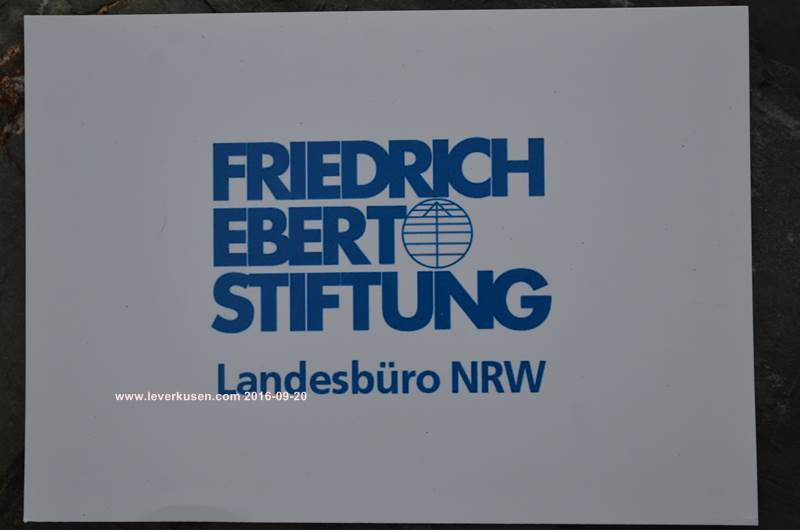 FRIEDRICH
EBERT
STIFTUNG
Landesbüro NRW
www.leverkusen.com 2016-09-20